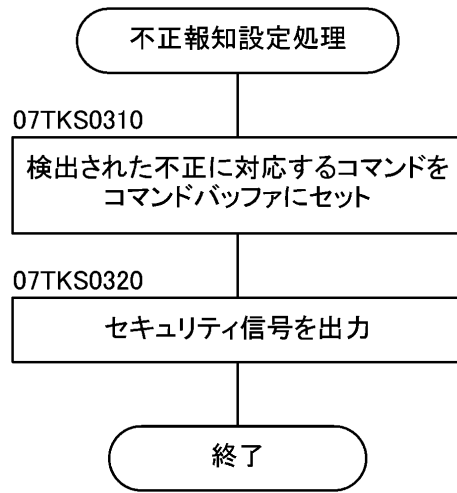 不正報知設定処理
07TKS0310
検出された不正に対応するコマンドを
コマンドバッファにセット
07TKS0320
セキュリティ信号を出力
終了